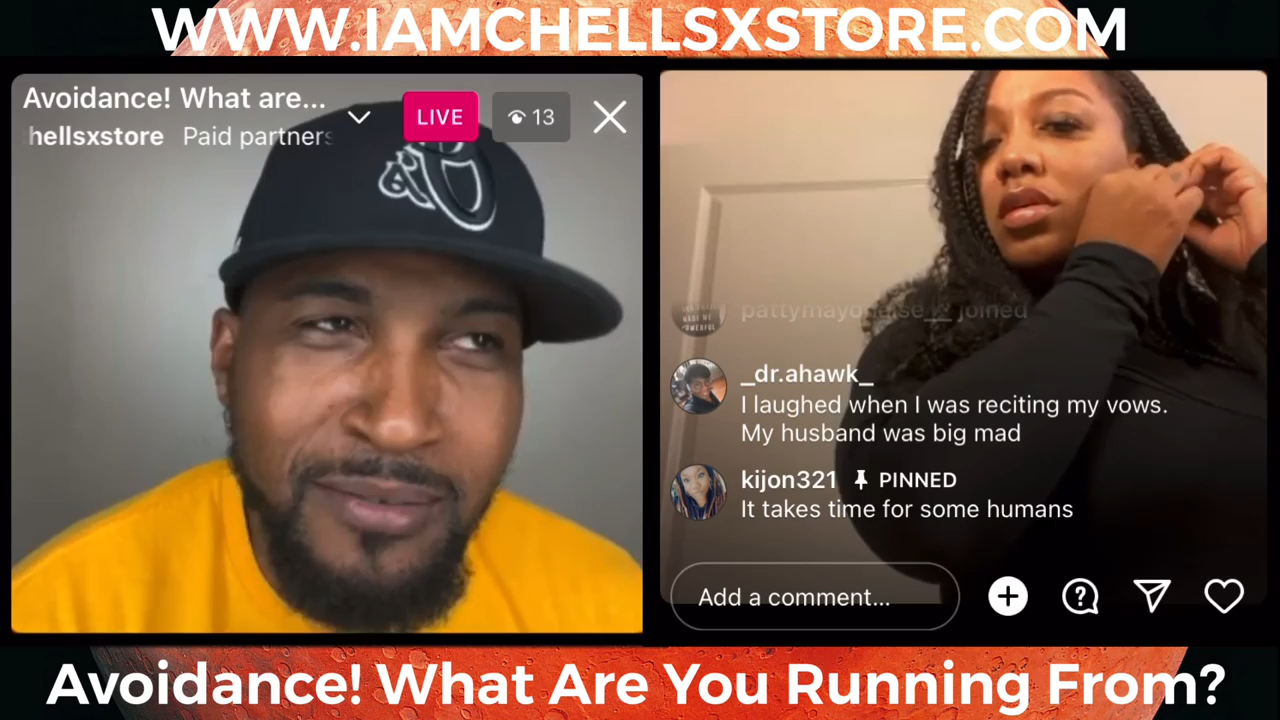 WWW.IAMCHELLSXSTORE.COM
Avoidance! What are...
hellsxstore Paid partners
LIVE
13
pattymayonaise__ joined
_dr.ahawk_
I laughed when I was reciting my vows.
My husband was big mad
kijon321 PINNED
It takes time for some humans
Add a comment...
Avoidance! What Are You Running From?